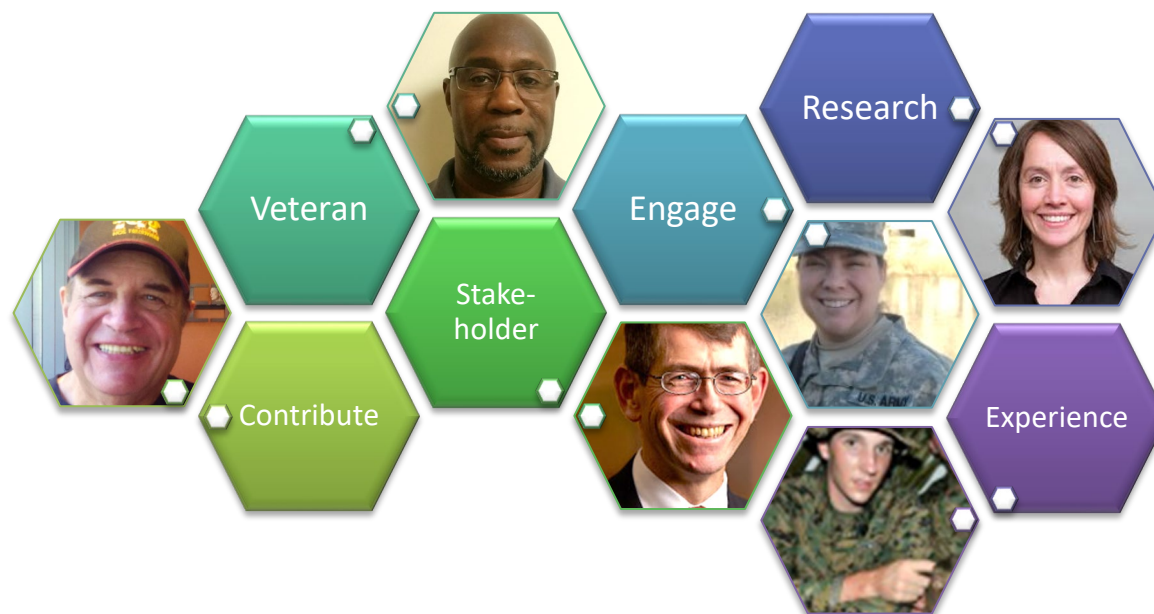 Research
Veteran
Engage
Stake-
holder
U.S. ARMY
Contribute
Experience